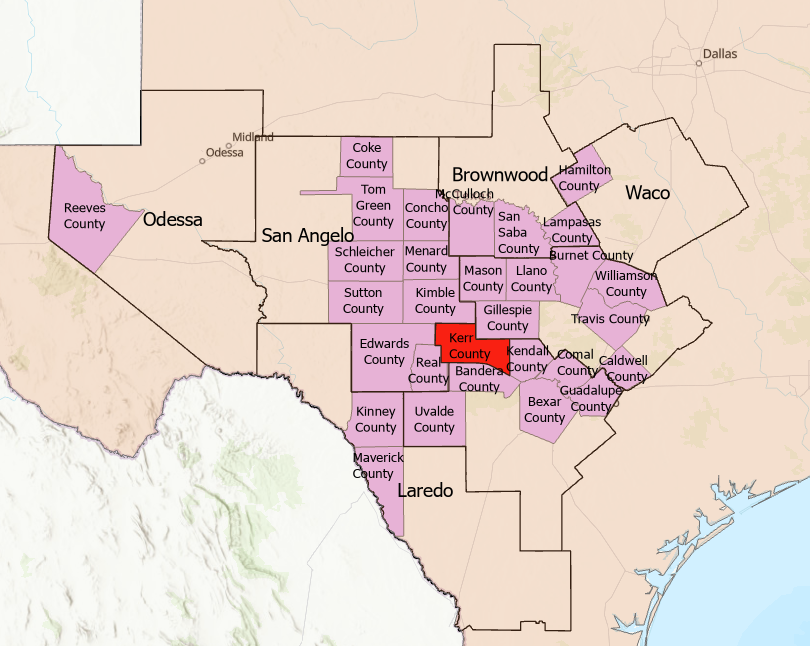 Dallas
Midland
Odessa
Coke
County
Brownwood
Hamilton
County
Waco
Tom
Green
County
Concho
County
McCulloch
County
San
Saba
County
Lampasas
County
Reeves
County
Odessa
San Angelo
Schleicher
County
Menard
County
Mason
County
Llano
County
Burnet County
Williamson
County
Sutton
County
Kimble
County
Gillespie
County
Travis County
Edwards
County
Real
County
Kerr
County
Kendall
County
Comal
County
Caldwell
County
Bandera
County
Guadalupe
County
Bexar
County
Kinney
County
Uvalde
County
Maverick
County
Laredo